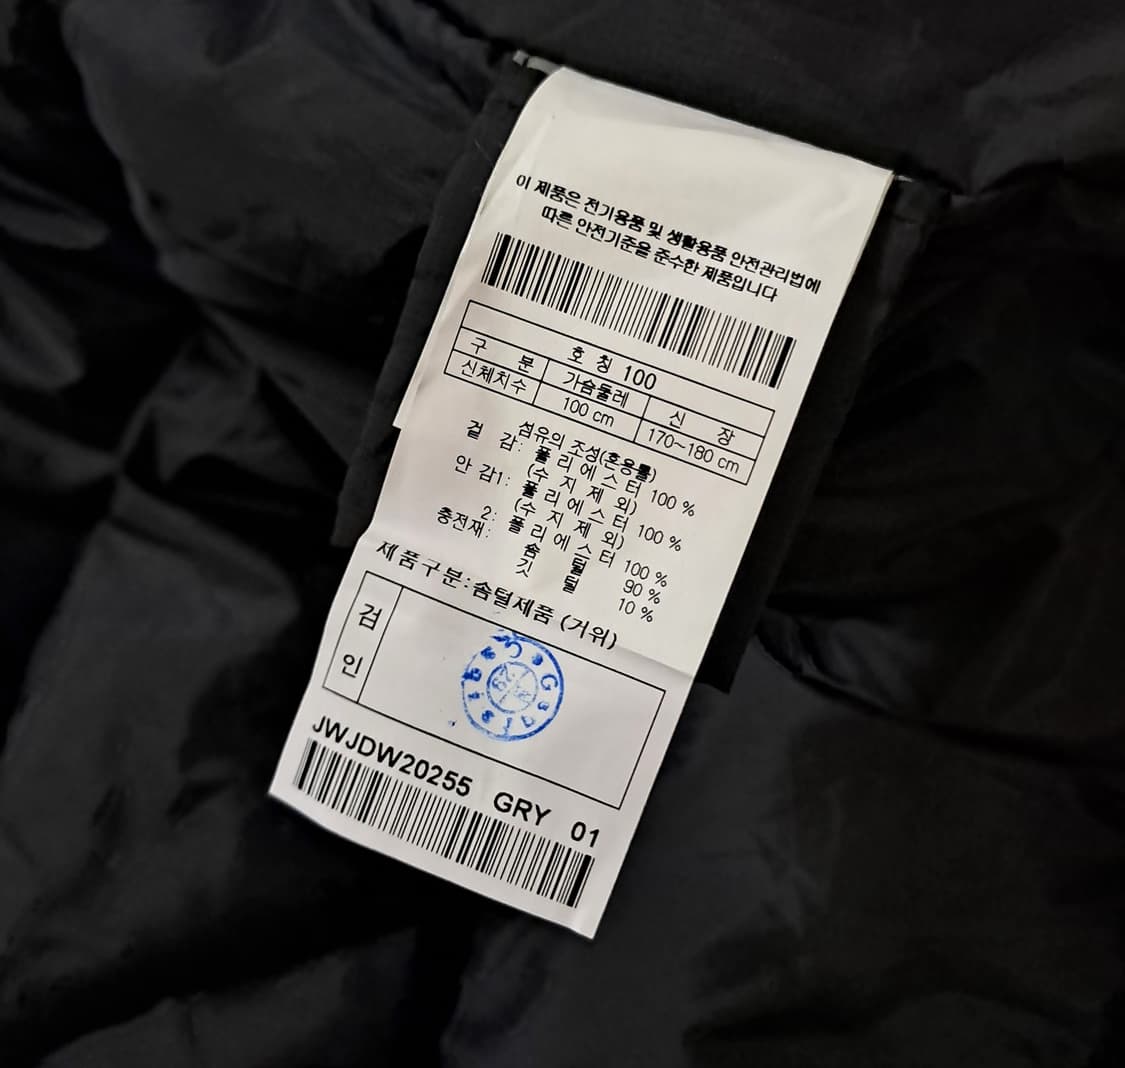 이 제품은 전기용품 및 생활용품 안전관리법에
따른 안전기준을 준수한 제품입니다
호 칭 100
구 분 가슴둘레 신 장
신체치수 100 cm 170~180 cm
섬유의 조성(혼용률)
겉 감: 폴 리 에 스 터 100 %
(수 지 제 외)
안 감1: 폴 리 에 스 터 100 %
(수 지 제 외)
2: 폴 리 에 스 터 100 %
충전재: 솜 털 90 %
깃 털 10 %
제품구분:솜털제품 (거위)
검 인
JWJDW20255 GRY 01